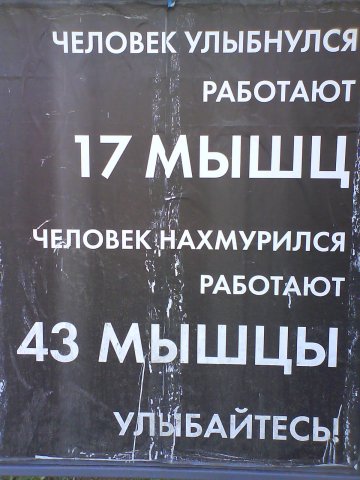 ЧЕЛОВЕК УЛЫБНУЛСЯ
РАБОТАЮТ
17 МЫШЦ
ЧЕЛОВЕК НАХМУРИЛСЯ
РАБОТАЮТ
43 МЫШЦЫ
УЛЫБАЙТЕСЬ!